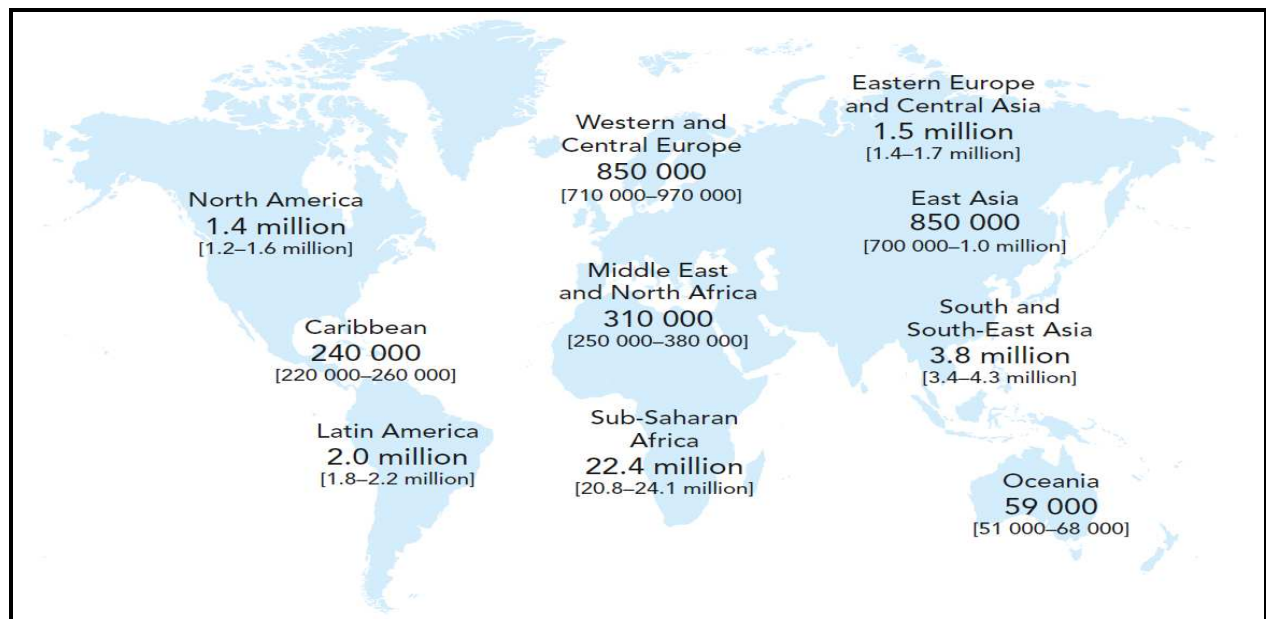 North America
1.4 million
[1.2–1.6 million]
Caribbean
240 000
[220 000–260 000]
Latin America
2.0 million
[1.8–2.2 million]
Western and
Central Europe
850 000
[710 000–970 000]
Middle East
and North Africa
310 000
[250 000–380 000]
Sub-Saharan
Africa
22.4 million
[20.8–24.1 million]
Eastern Europe
and Central Asia
1.5 million
[1.4–1.7 million]
East Asia
850 000
[700 000–1.0 million]
South and
South-East Asia
3.8 million
[3.4–4.3 million]
Oceania
59 000
[51 000–68 000]